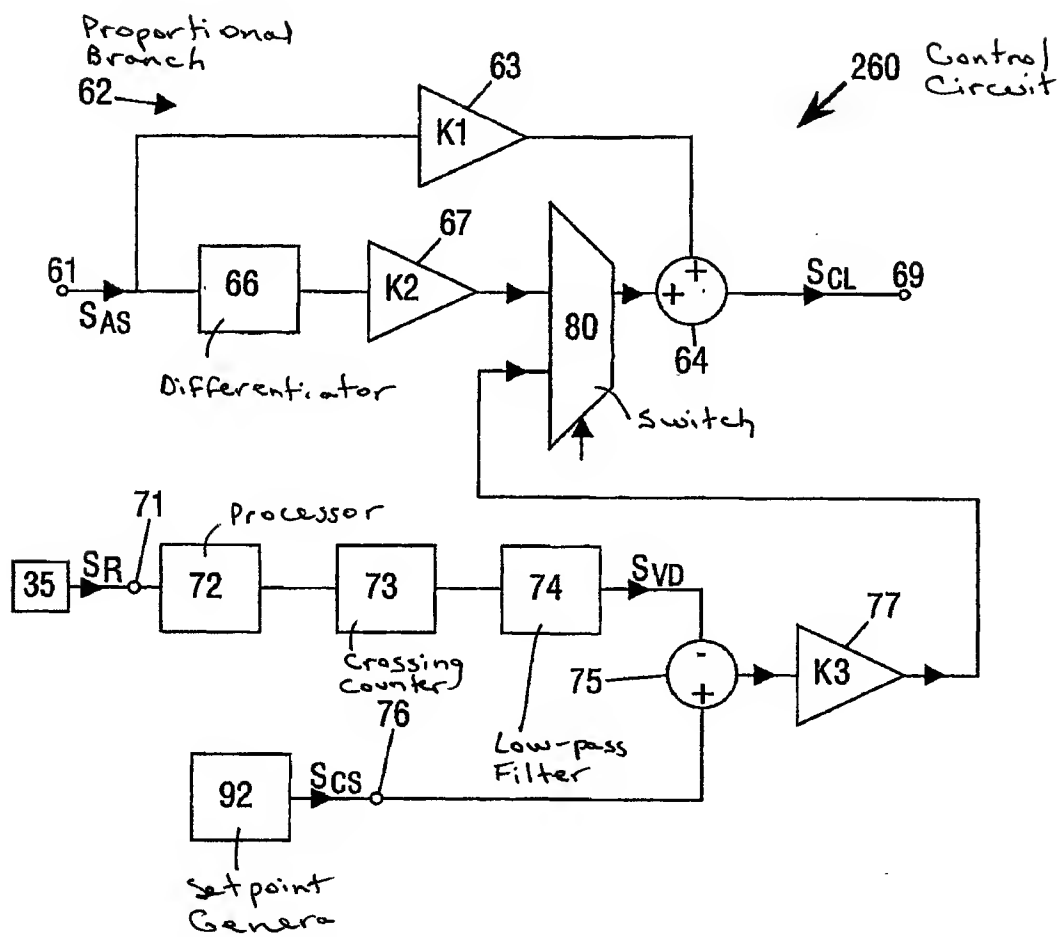 Proportional
Branch
62
63
K1
260
Control
Circuit
61
SAS
66
Differentiator
67
K2
80
Switch
+
+
64
SCL
69
35
SR
71
Processor
72
73
Crossing
Counter
74
Low-pass
Filter
SVD
-
+
75
77
K3
92
SCS
76
Setpoint
Genera